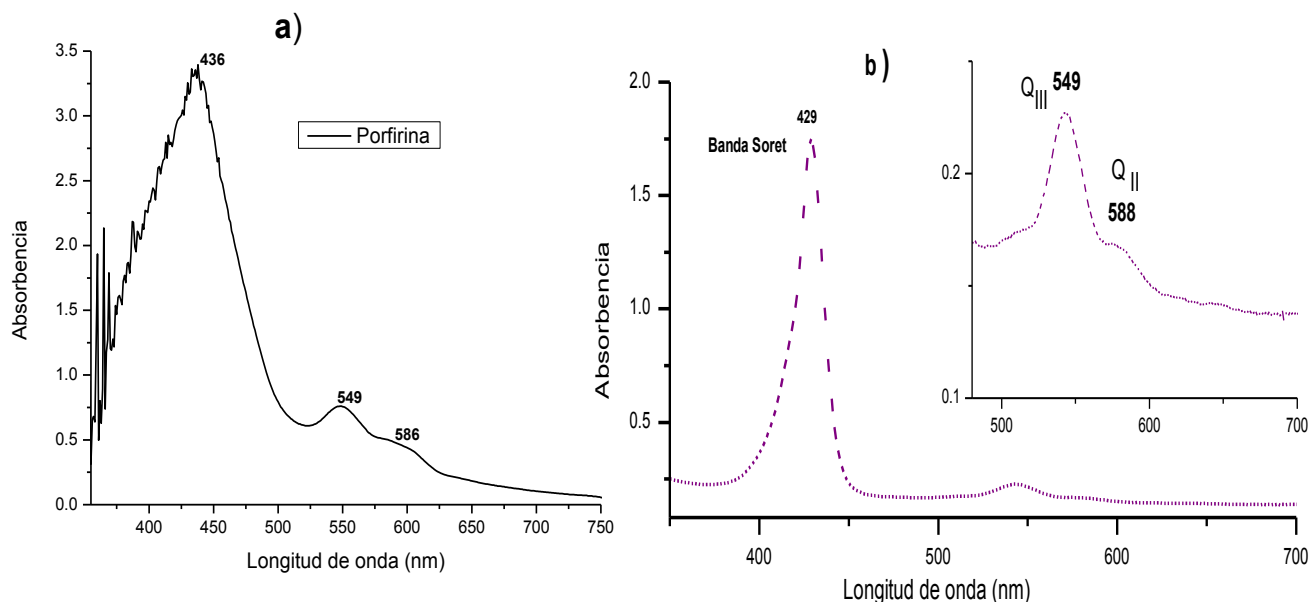 a)
3.5
3.0
2.5
2.0
1.5
1.0
0.5
0.0
Absorbencia
436
Porfirina
549
586
400 450 500 550 600 650 700 750
Longitud de onda (nm)
b)
2.0
1.5
1.0
0.5
Absorbencia
429
Banda Soret
400 500 600 700
Longitud de onda (nm)
Q III 549
Q II
588
0.2
0.1
500 600 700